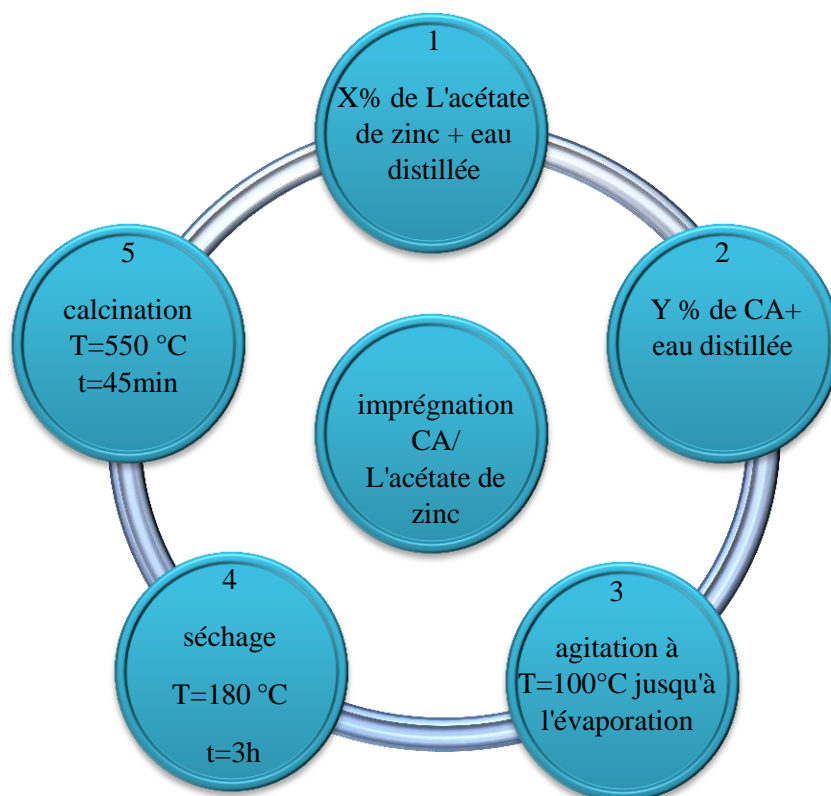 1
X% de L'acétate
de zinc + eau
distillée
2
Y % de CA+
eau distillée
3
agitation à
T=100°C jusqu'à
l'évaporation
4
séchage
T=180 °C
t=3h
5
calcination
T=550 °C
t=45min
imprégnation
CA/
L'acétate de
zinc